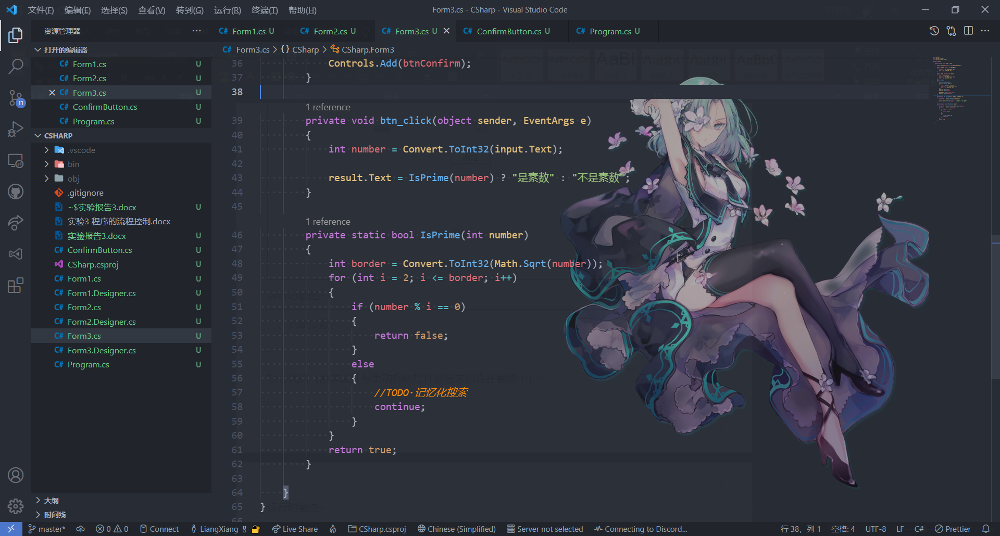 文件(F) 编辑(E) 选择(S) 查看(V) 转到(G) 运行(R) 终端(T) 帮助(H)
Form3.cs - CSharp - Visual Studio Code
资源管理器
C# Form1.cs U
C# Form2.cs U
C# Form3.cs U
C# ConfirmButton.cs U
C# Program.cs U
打开的编辑器
C# Form1.cs U
C# Form2.cs U
C# Form3.cs U
C# ConfirmButton.cs U
C# Program.cs U
CSHARP
.vscode
bin
obj
.gitignore
~$实验报告3.docx U
实验3 程序的流程控制.docx
实验报告3.docx U
C# ConfirmButton.cs U
CSharp.csproj U
C# Form1.cs U
C# Form1.Designer.cs U
C# Form2.cs U
C# Form2.Designer.cs U
C# Form3.cs U
C# Form3.Designer.cs U
C# Program.cs U
大纲
时间线
11
C# Form3.cs > {} CSharp > CSharp.Form3
36 Controls.Add(btnConfirm);
37 }
38
1 reference
39 private void btn_click(object sender, EventArgs e)
40 {
41 int number = Convert.ToInt32(input.Text);
42
43 result.Text = IsPrime(number) ? "是素数" : "不是素数";
44 }
45
1 reference
46 private static bool IsPrime(int number)
47 {
48 int border = Convert.ToInt32(Math.Sqrt(number));
49 for (int i = 2; i <= border; i++)
50 {
51 if (number % i == 0)
52 {
53 return false;
54 }
55 else
56 {
57 //TODO 记忆化搜索
58 continue;
59 }
60 }
61 return true;
62 }
63
64 }
65 }
66
master* 0 0 Connect LiangXiang Live Share CSharp.csproj Chinese (Simplified) Server not selected Connecting to Discord... 行 38，列 1 空格: 4 UTF-8 LF C# Prettier